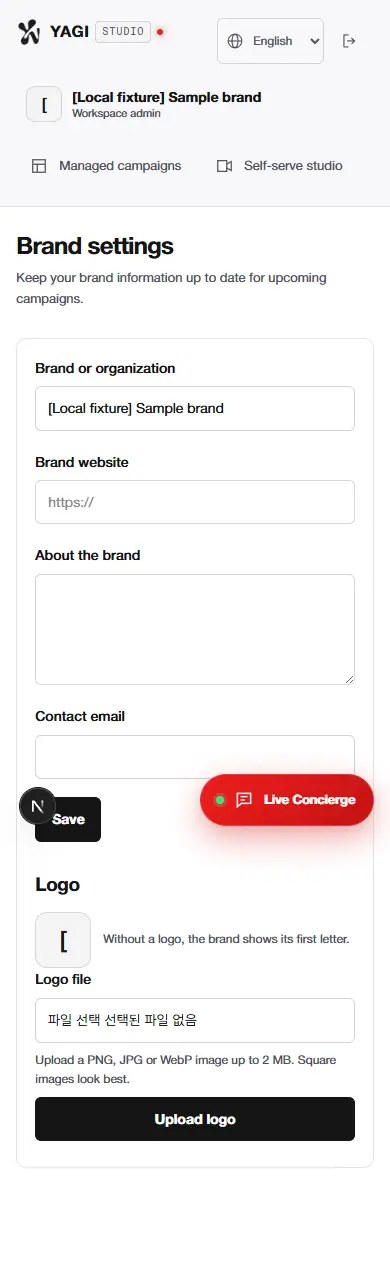 YAGI STUDIO
English
[
[Local fixture] Sample brand
Workspace admin
Managed campaigns
Self-serve studio
Brand settings
Keep your brand information up to date for upcoming
campaigns.
Brand or organization
[Local fixture] Sample brand
Brand website
https://
About the brand
Contact email
N
Save
Live Concierge
Logo
[
Without a logo, the brand shows its first letter.
Logo file
파일 선택 선택된 파일 없음
Upload a PNG, JPG or WebP image up to 2 MB. Square
images look best.
Upload logo